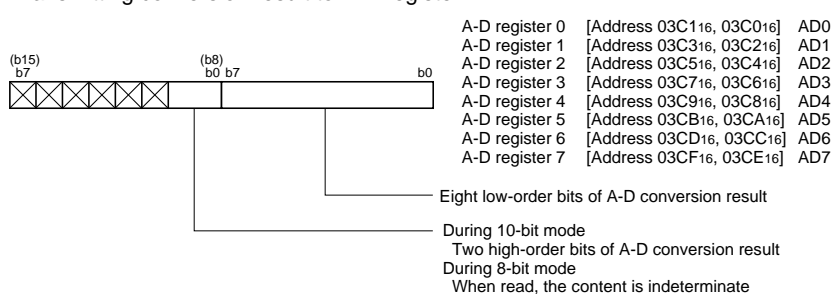 A-D register 0 [Address 03C116, 03C016] AD0
A-D register 1 [Address 03C316, 03C216] AD1
A-D register 2 [Address 03C516, 03C416] AD2
A-D register 3 [Address 03C716, 03C616] AD3
A-D register 4 [Address 03C916, 03C816] AD4
A-D register 5 [Address 03CB16, 03CA16] AD5
A-D register 6 [Address 03CD16, 03CC16] AD6
A-D register 7 [Address 03CF16, 03CE16] AD7
(b15) (b8)
b7 b0 b7 b0
Eight low-order bits of A-D conversion result
During 10-bit mode
Two high-order bits of A-D conversion result
During 8-bit mode
When read, the content is indeterminate